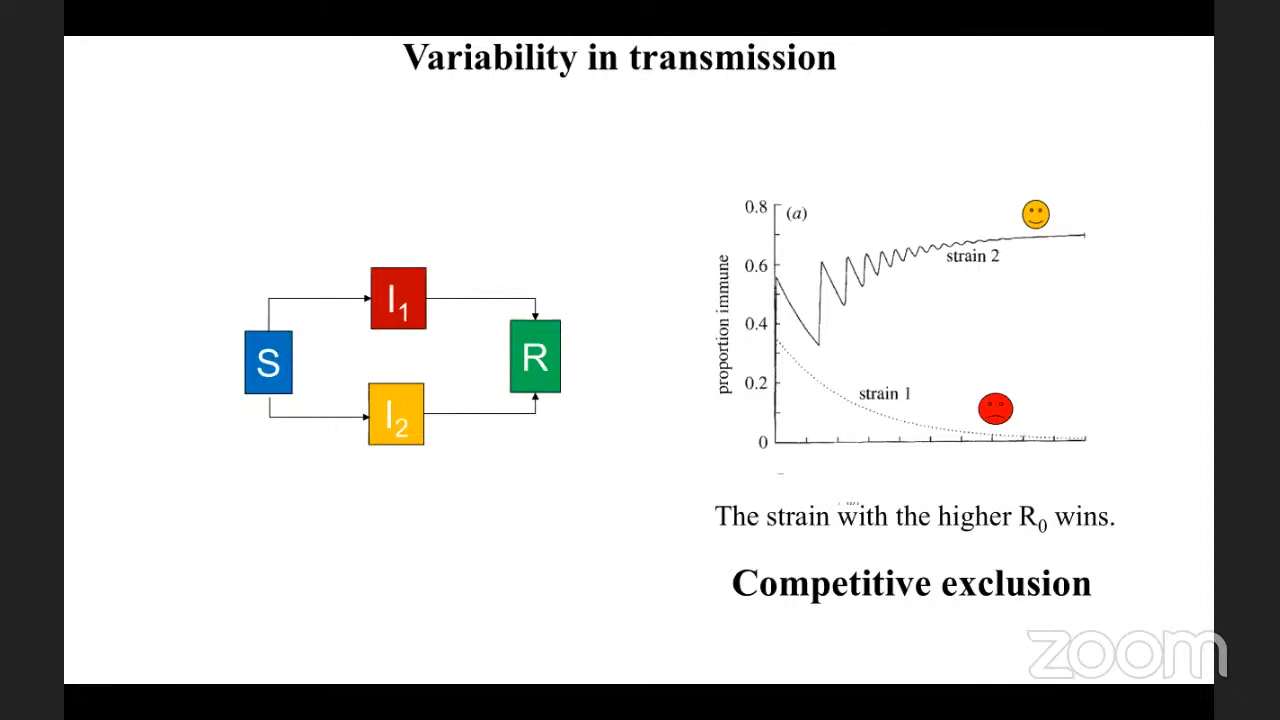 Variability in transmission
S
I1
I2
R
0.8
(a)
0.6
0.4
0.2
0
proportion immune
strain 2
strain 1
The strain with the higher R0 wins.
Competitive exclusion
zoom